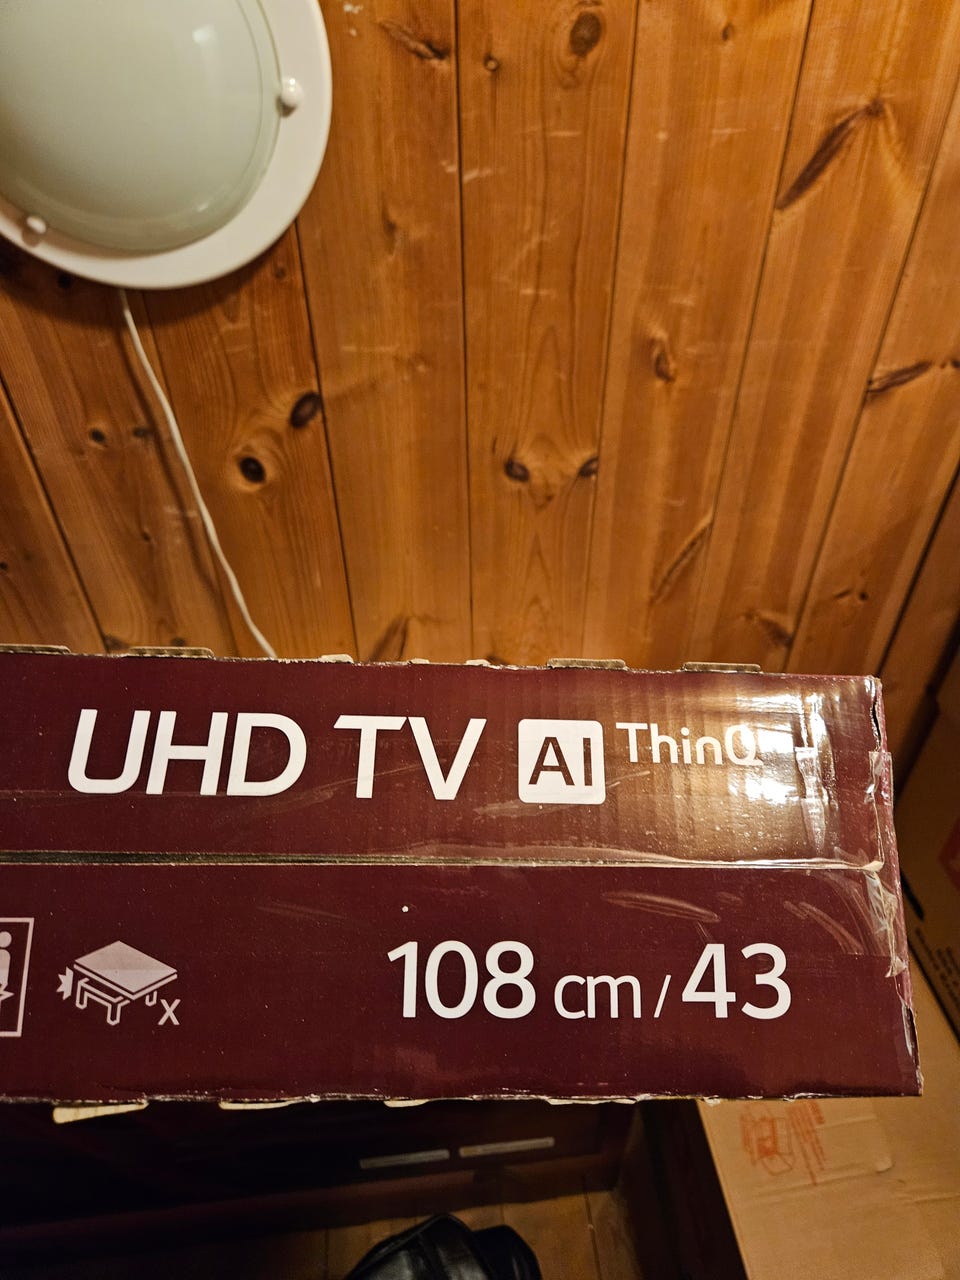 UHD TV AI ThinQ
X
108 cm / 43